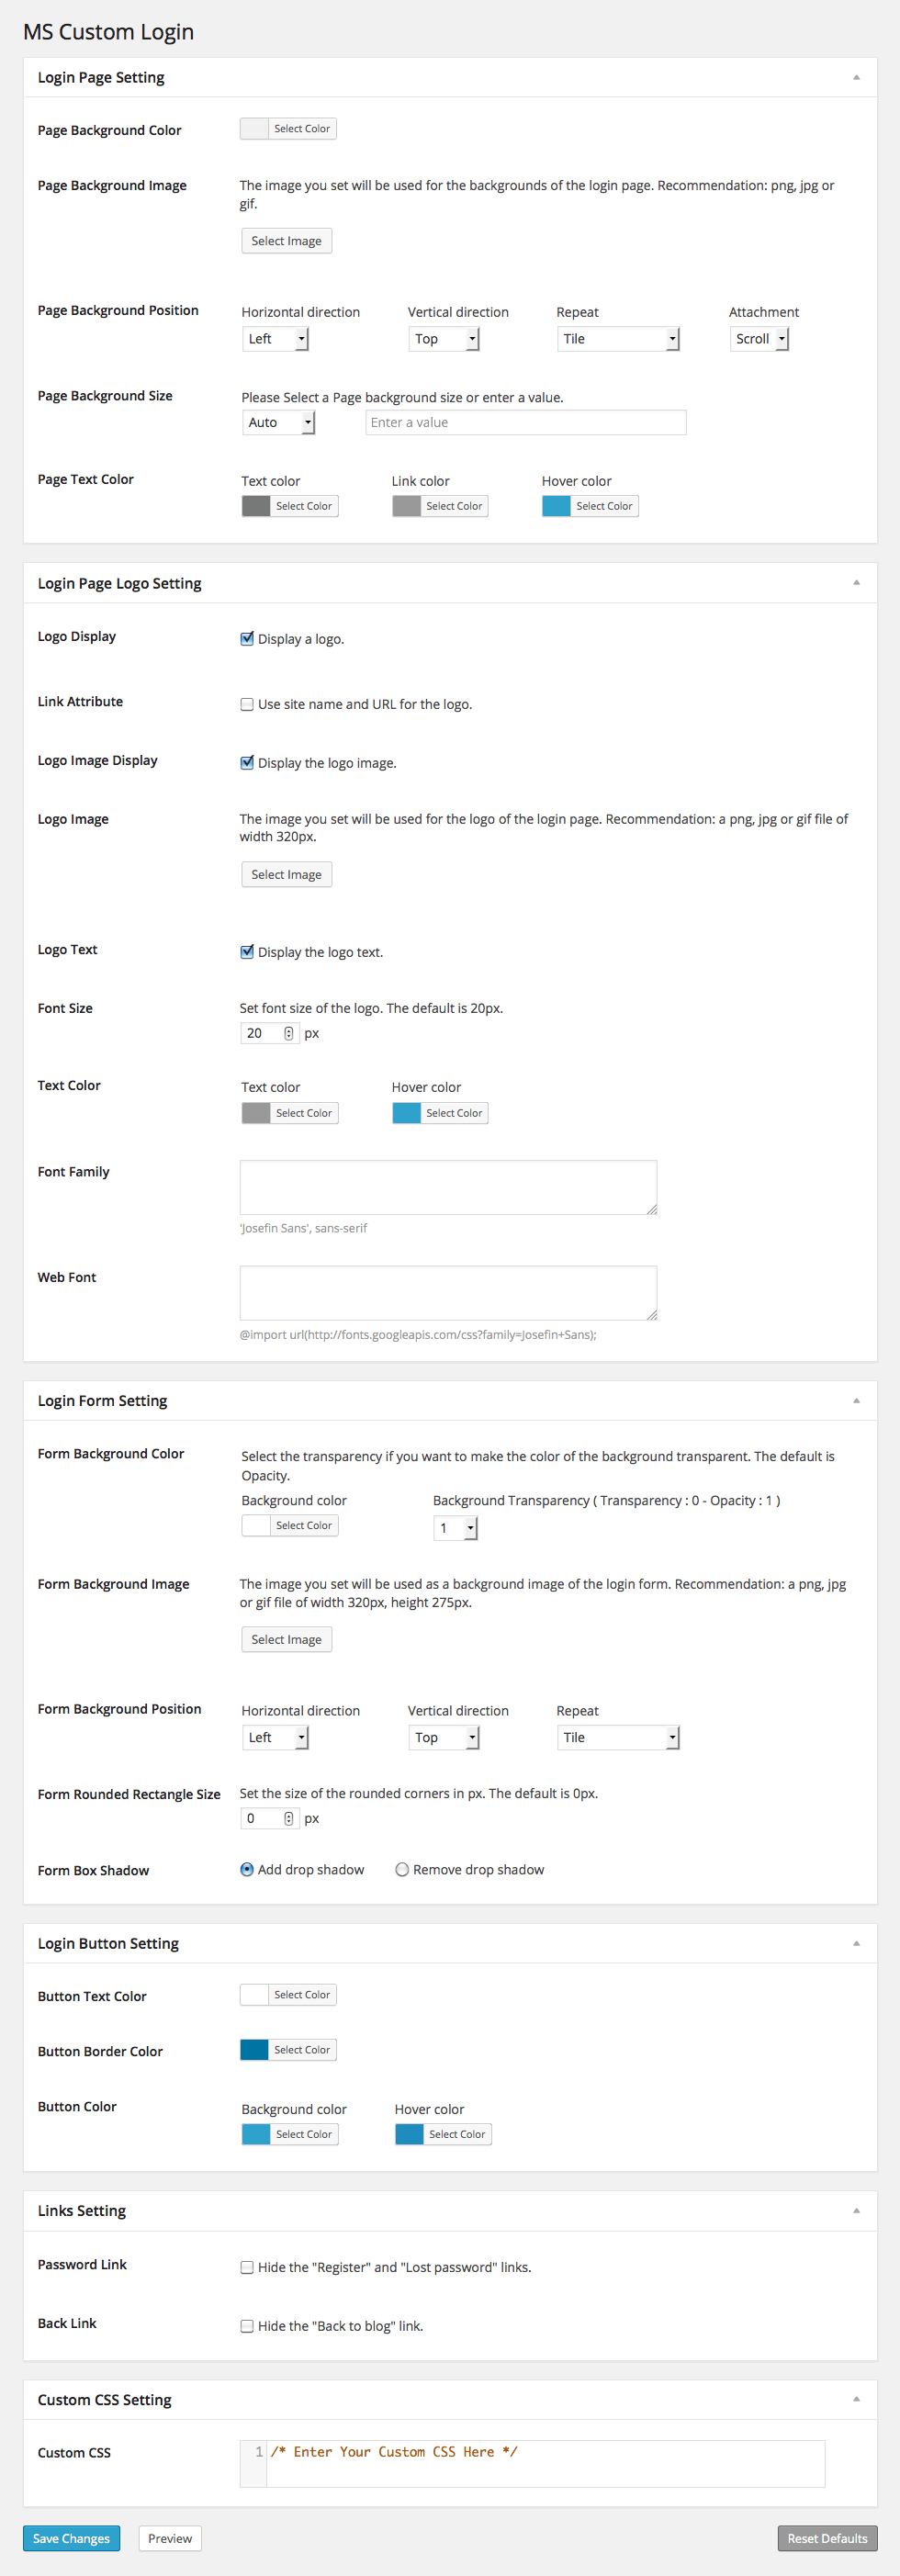 MS Custom Login
Login Page Setting
Page Background Color
Select Color
Page Background Image
The image you set will be used for the backgrounds of the login page. Recommendation: png, jpg or
gif.
Select Image
Page Background Position
Horizontal direction Vertical direction Repeat Attachment
Left Top Tile Scroll
Page Background Size
Please Select a Page background size or enter a value.
Auto Enter a value
Page Text Color
Text color Link color Hover color
Select Color Select Color Select Color
Login Page Logo Setting
Logo Display
Display a logo.
Link Attribute
Use site name and URL for the logo.
Logo Image Display
Display the logo image.
Logo Image
The image you set will be used for the logo of the login page. Recommendation: a png, jpg or gif file of
width 320px.
Select Image
Logo Text
Display the logo text.
Font Size
Set font size of the logo. The default is 20px.
20 px
Text Color
Text color Hover color
Select Color Select Color
Font Family
'Josefin Sans', sans-serif
Web Font
@import url(http://fonts.googleapis.com/css?family=Josefin+Sans);
Login Form Setting
Form Background Color
Select the transparency if you want to make the color of the background transparent. The default is
Opacity.
Background color Background Transparency ( Transparency : 0 - Opacity : 1 )
Select Color 1
Form Background Image
The image you set will be used as a background image of the login form. Recommendation: a png, jpg
or gif file of width 320px, height 275px.
Select Image
Form Background Position
Horizontal direction Vertical direction Repeat
Left Top Tile
Form Rounded Rectangle Size
Set the size of the rounded corners in px. The default is 0px.
0 px
Form Box Shadow
Add drop shadow Remove drop shadow
Login Button Setting
Button Text Color
Select Color
Button Border Color
Select Color
Button Color
Background color Hover color
Select Color Select Color
Links Setting
Password Link
Hide the "Register" and "Lost password" links.
Back Link
Hide the "Back to blog" link.
Custom CSS Setting
Custom CSS
1 /* Enter Your Custom CSS Here */
Save Changes Preview Reset Defaults